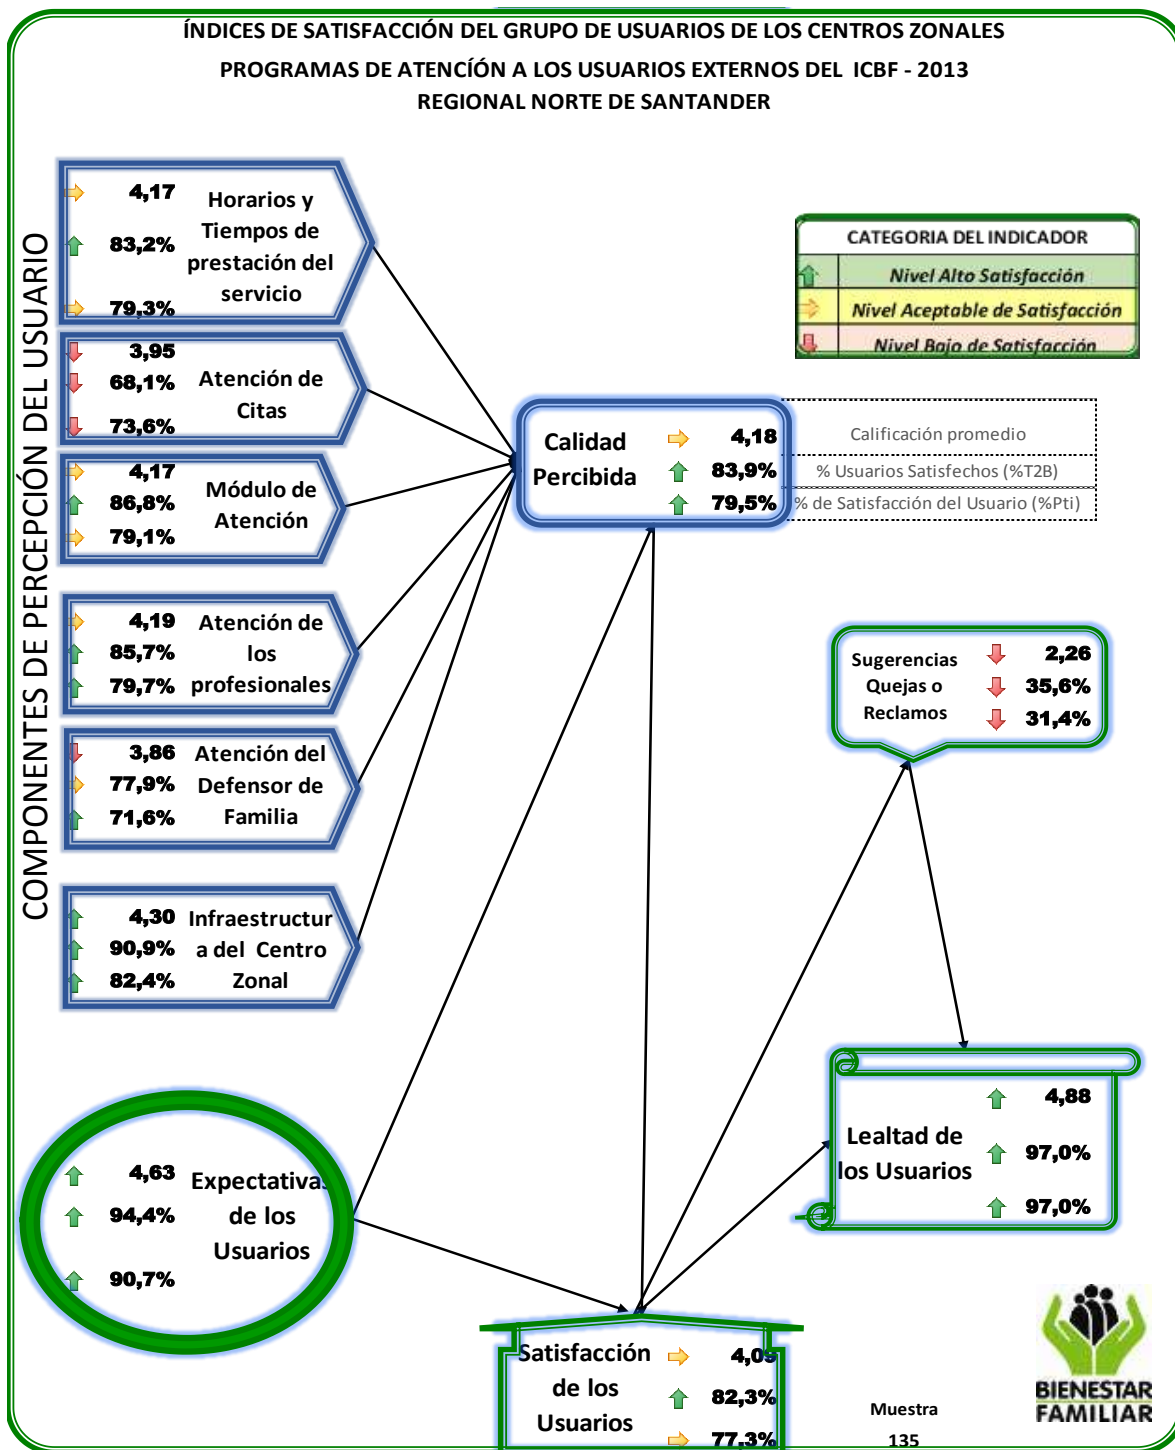 ÍNDICES DE SATISFACCIÓN DEL GRUPO DE USUARIOS DE LOS CENTROS ZONALES
PROGRAMAS DE ATENCÍÓN A LOS USUARIOS EXTERNOS DEL ICBF - 2013
REGIONAL NORTE DE SANTANDER
COMPONENTES DE PERCEPCIÓN DEL USUARIO
4,17
83,2%
79,3%
Horarios y
Tiempos de
prestación del
servicio
3,95
68,1%
73,6%
Atención de
Citas
4,17
86,8%
79,1%
Módulo de
Atención
4,19
85,7%
79,7%
Atención de
los
profesionales
3,86
77,9%
71,6%
Atención del
Defensor de
Familia
4,30
90,9%
82,4%
Infraestructur
a del Centro
Zonal
4,63
94,4%
90,7%
Expectativas
de los
Usuarios
CATEGORIA DEL INDICADOR
Nivel Alto Satisfacción
Nivel Aceptable de Satisfacción
Nivel Bajo de Satisfacción
Calidad
Percibida
4,18
83,9%
79,5%
Calificación promedio
% Usuarios Satisfechos (%T2B)
% de Satisfacción del Usuario (%Pti)
Sugerencias
Quejas o
Reclamos
2,26
35,6%
31,4%
Lealtad de
los Usuarios
4,88
97,0%
97,0%
Satisfacción
de los
Usuarios
4,09
82,3%
77,3%
Muestra
135
BIENESTAR
FAMILIAR